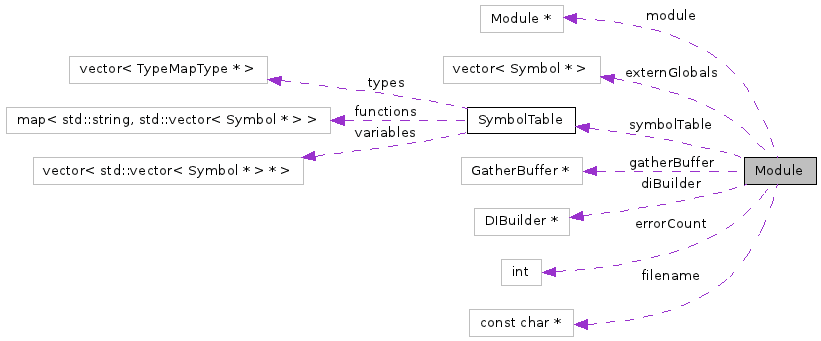 Module *
module
vector< TypeMapType * >
vector< Symbol * >
externGlobals
types
map< std::string, std::vector< Symbol * > >
functions
SymbolTable
symbolTable
variables
vector< std::vector< Symbol * > * >
GatherBuffer *
gatherBuffer
Module
diBuilder
DIBuilder *
errorCount
int
filename
const char *